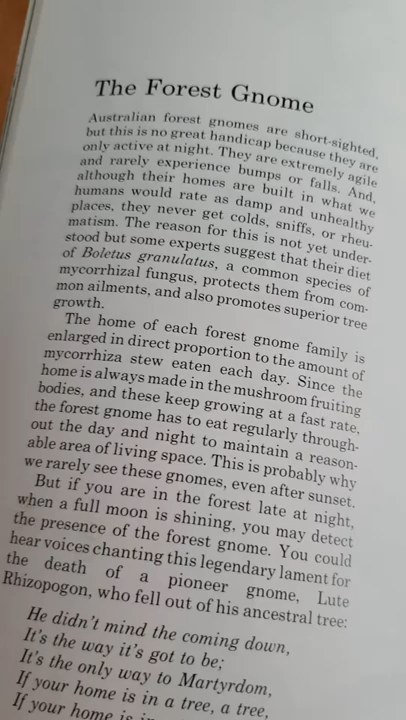 The Forest Gnome
Australian forest gnomes are short-sighted,
but this is no great handicap because they are
only active at night. They are extremely agile
and rarely experience bumps or falls. And,
although their homes are built in what we
humans would rate as damp and unhealthy
places, they never get colds, sniffs, or rheu-
matism. The reason for this is not yet under-
stood but some experts suggest that their diet
of Boletus granulatus, a common species of
mycorrhizal fungus, protects them from com-
mon ailments, and also promotes superior tree
growth.
The home of each forest gnome family is
enlarged in direct proportion to the amount of
mycorrhiza stew eaten each day. Since the
home is always made in the mushroom fruiting
bodies, and these keep growing at a fast rate,
the forest gnome has to eat regularly through-
out the day and night to maintain a reason-
able area of living space. This is probably why
we rarely see these gnomes, even after sunset.
But if you are in the forest late at night,
when a full moon is shining, you may detect
the presence of the forest gnome. You could
hear voices chanting this legendary lament for
the death of a pioneer gnome, Lute
Rhizopogon, who fell out of his ancestral tree:
He didn't mind the coming down,
It's the way it's got to be;
It's the only way to Martyrdom,
If your home is in a tree, a tree,
If your home is in